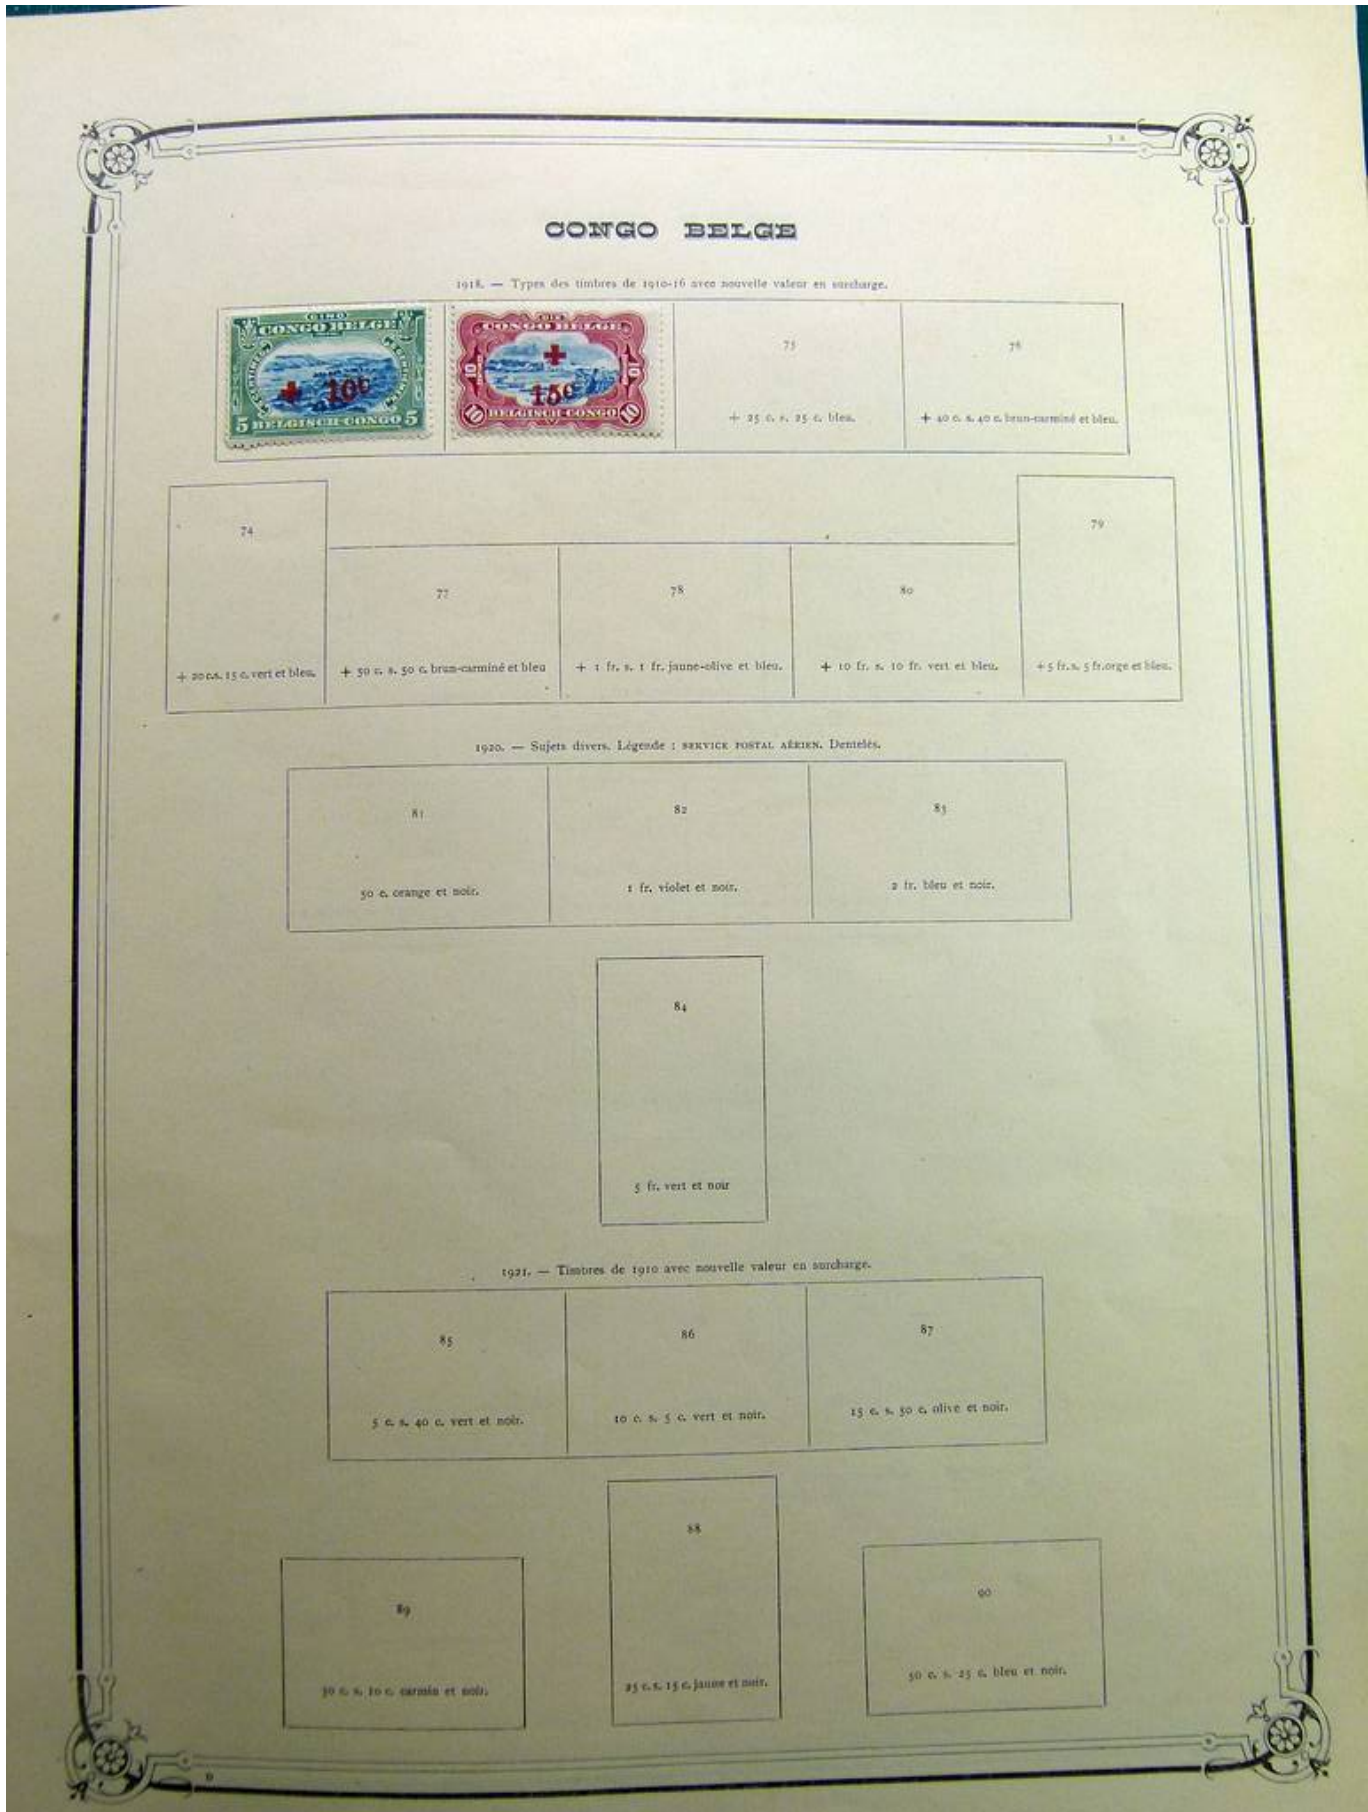 CONGO BELGE
1918. — Types des timbres de 1910-16 avec nouvelle valeur en surcharge.
CINQ
CONGO BELGE
CENTIMES
10c
5 BELGISCH-CONGO 5
DIX
CONGO BELGE
10 10
15c
10 BELGISCH-CONGO 10
75
+ 25 c. s. 25 c. bleu.
76
+ 40 c. s. 40 c. brun-carminé et bleu.
74
+ 20 c.s. 15 c. vert et bleu.
77
+ 50 c. s. 50 c. brun-carminé et bleu
78
+ 1 fr. s. 1 fr. jaune-olive et bleu.
80
+ 10 fr. s. 10 fr. vert et bleu.
79
+ 5 fr. s. 5 fr.orge et bleu.
1920. — Sujets divers. Légende : SERVICE POSTAL AÉRIEN. Dentelés.
81
50 c. orange et noir.
82
1 fr. violet et noir.
83
2 fr. bleu et noir.
84
5 fr. vert et noir
1921. — Timbres de 1910 avec nouvelle valeur en surcharge.
85
5 c. s. 40 c. vert et noir.
86
10 c. s. 5 c. vert et noir.
87
15 c. s. 50 c. olive et noir.
88
25 c. s. 15 c. jaune et noir.
89
30 c. s. 10 c. carmin et noir.
90
50 c. s. 25 c. bleu et noir.